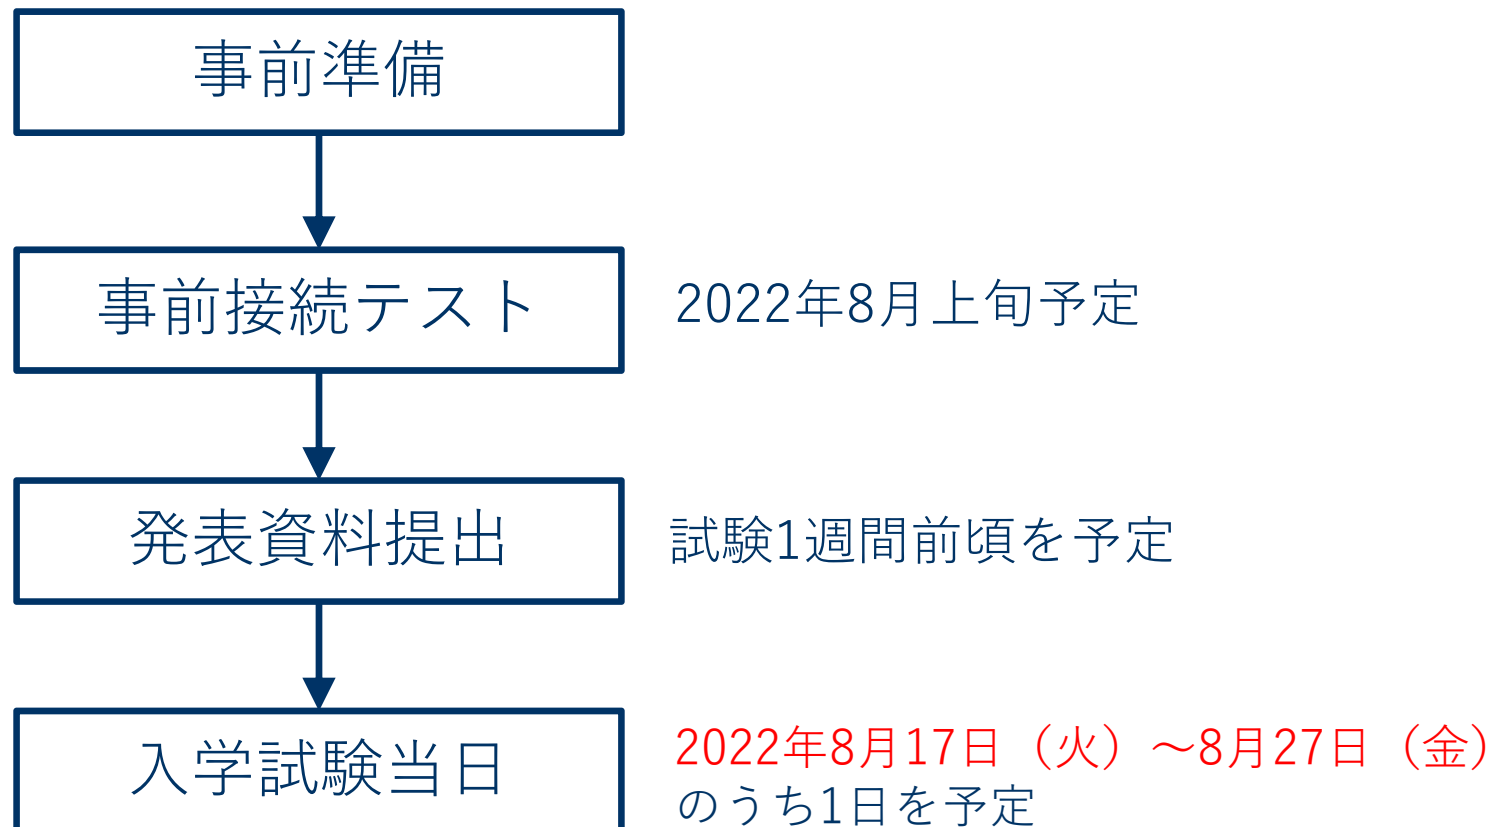 事前準備
事前接続テスト
2022年8月上旬予定
発表資料提出
試験1週間前頃を予定
入学試験当日
2022年8月17日（火）～8月27日（金）
のうち1日を予定